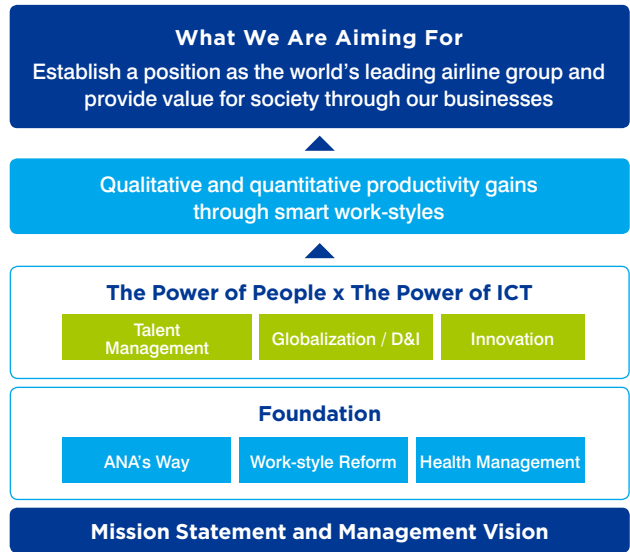 What We Are Aiming For
Establish a position as the world’s leading airline group and
provide value for society through our businesses
Qualitative and quantitative productivity gains
through smart work-styles
The Power of People x The Power of ICT
Talent
Management
Globalization / D&I
Innovation
Foundation
ANA’s Way
Work-style Reform
Health Management
Mission Statement and Management Vision